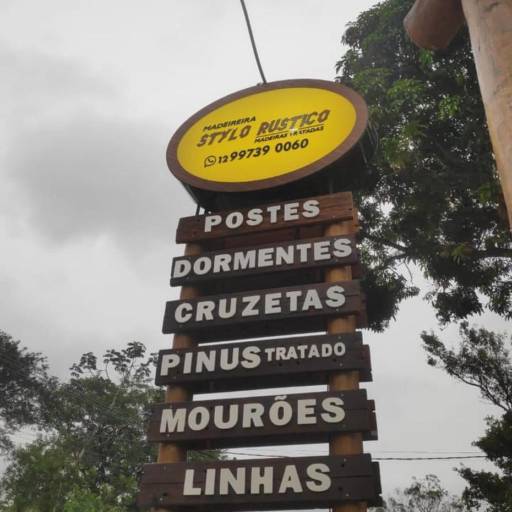 MADEIREIRA
STYLO RUSTICO
MADEIRAS TRATADAS
12 99739 0060
POSTES
DORMENTES
CRUZETAS
PINUS TRATADO
MOURÕES
LINHAS